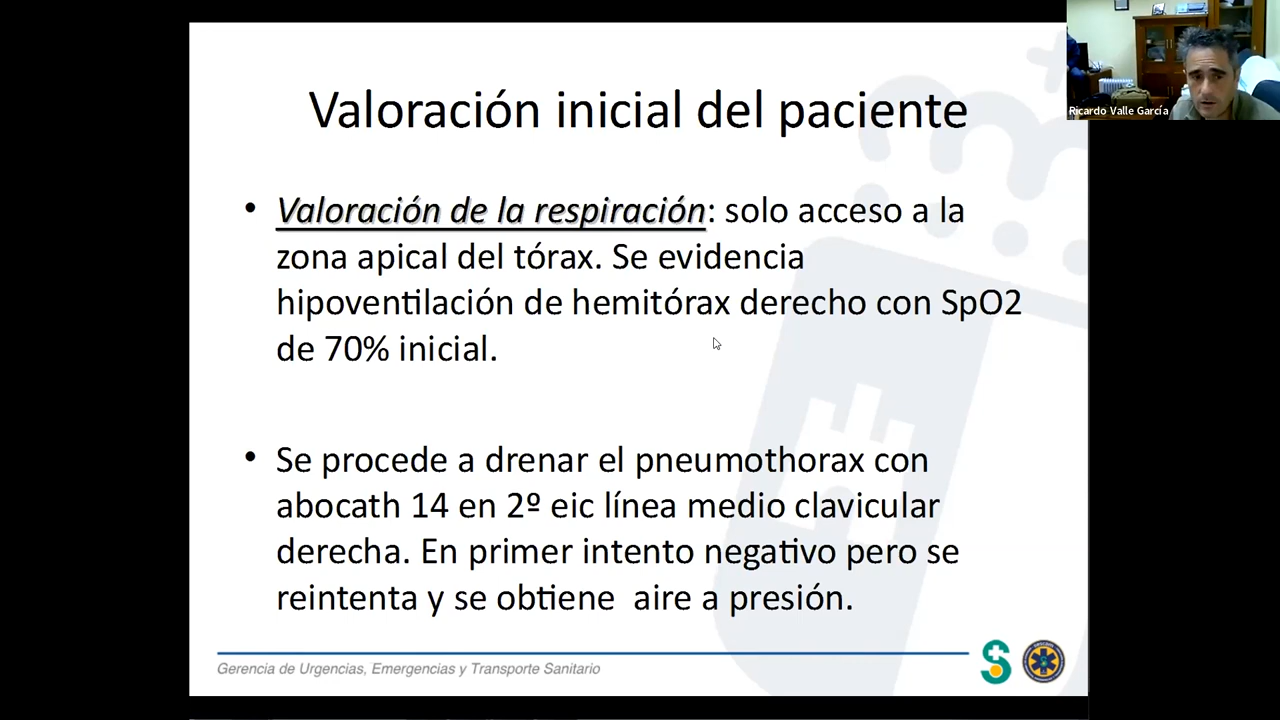 Valoración inicial del paciente
Ricardo Valle García
• Valoración de la respiración: solo acceso a la
zona apical del tórax. Se evidencia
hipoventilación de hemitórax derecho con SpO2
de 70% inicial.
• Se procede a drenar el pneumothorax con
abocath 14 en 2º eic línea medio clavicular
derecha. En primer intento negativo pero se
reintenta y se obtiene aire a presión.
Gerencia de Urgencias, Emergencias y Transporte Sanitario